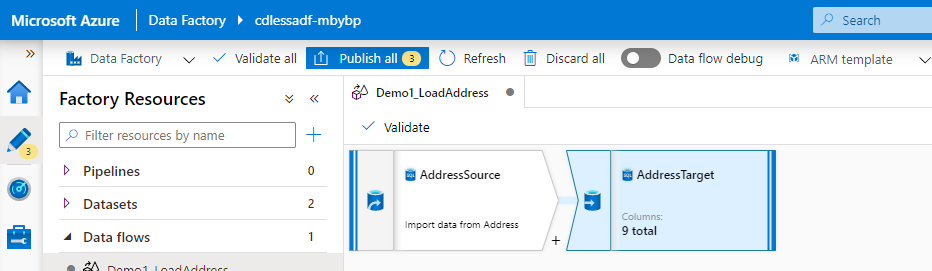 Microsoft Azure Data Factory cdlessadf-mbybp Search
Data Factory Validate all Publish all 3 Refresh Discard all Data flow debug ARM template
Factory Resources
Demo1_LoadAddress
Filter resources by name
Validate
3
Pipelines 0
Datasets 2
Data flows 1
Demo1_LoadAddress
SQL AddressSource
Import data from Address
+
SQL AddressTarget
Columns:
9 total